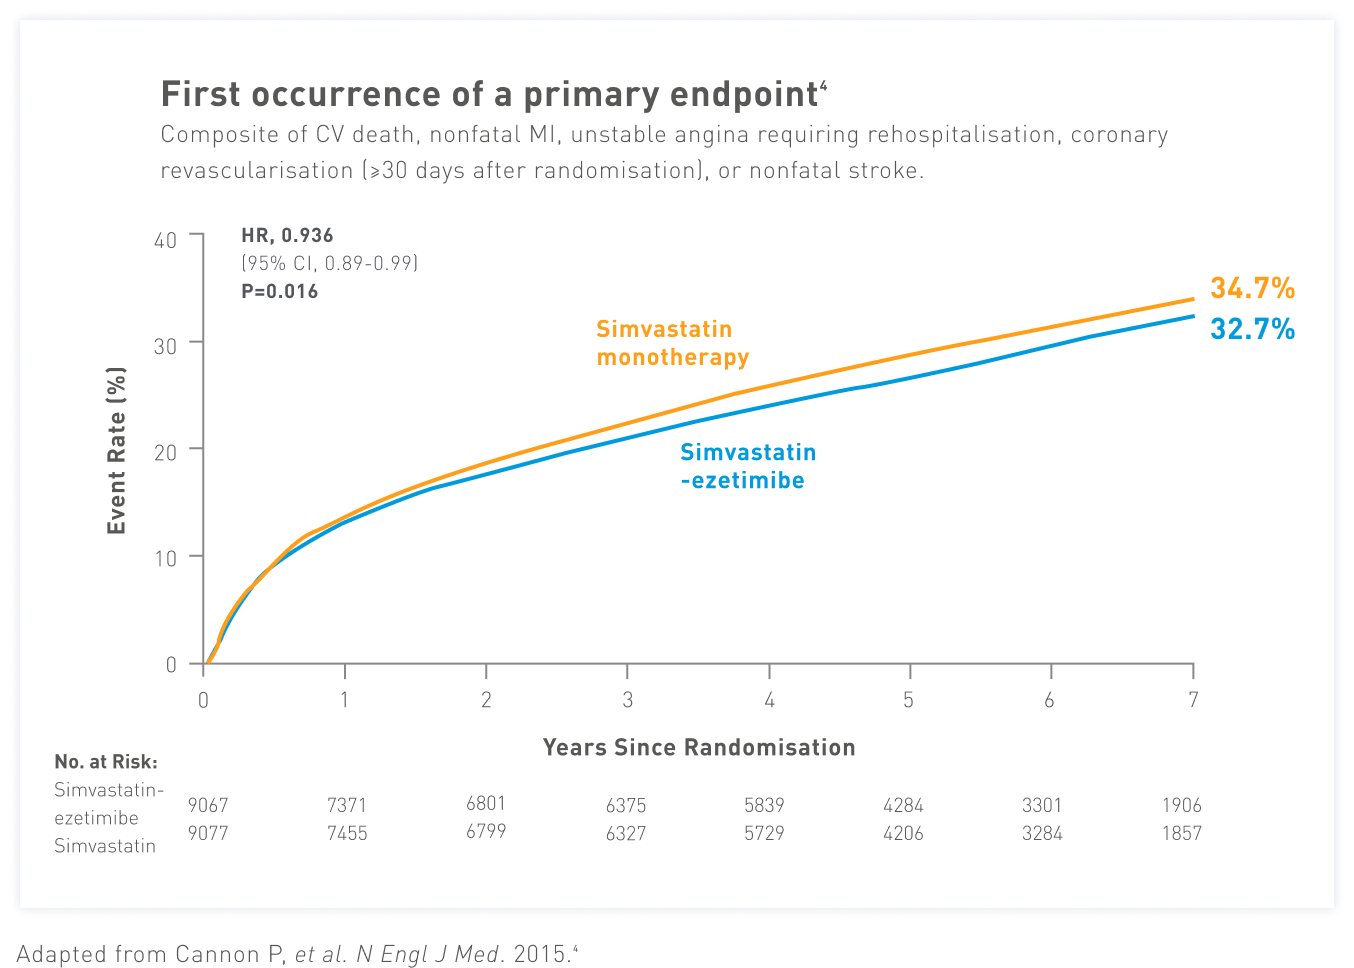 First occurrence of a primary endpoint⁴
Composite of CV death, nonfatal MI, unstable angina requiring rehospitalisation, coronary
revascularisation (≥30 days after randomisation), or nonfatal stroke.
HR, 0.936
(95% CI, 0.89-0.99)
P=0.016
40
30
20
10
0
Event Rate (%)
Simvastatin
monotherapy
Simvastatin
-ezetimibe
34.7%
32.7%
0 1 2 3 4 5 6 7
Years Since Randomisation
No. at Risk:
Simvastatin-
ezetimibe
9067 7371 6801 6375 5839 4284 3301 1906
Simvastatin
9077 7455 6799 6327 5729 4206 3284 1857
Adapted from Cannon P, et al. N Engl J Med. 2015.⁴